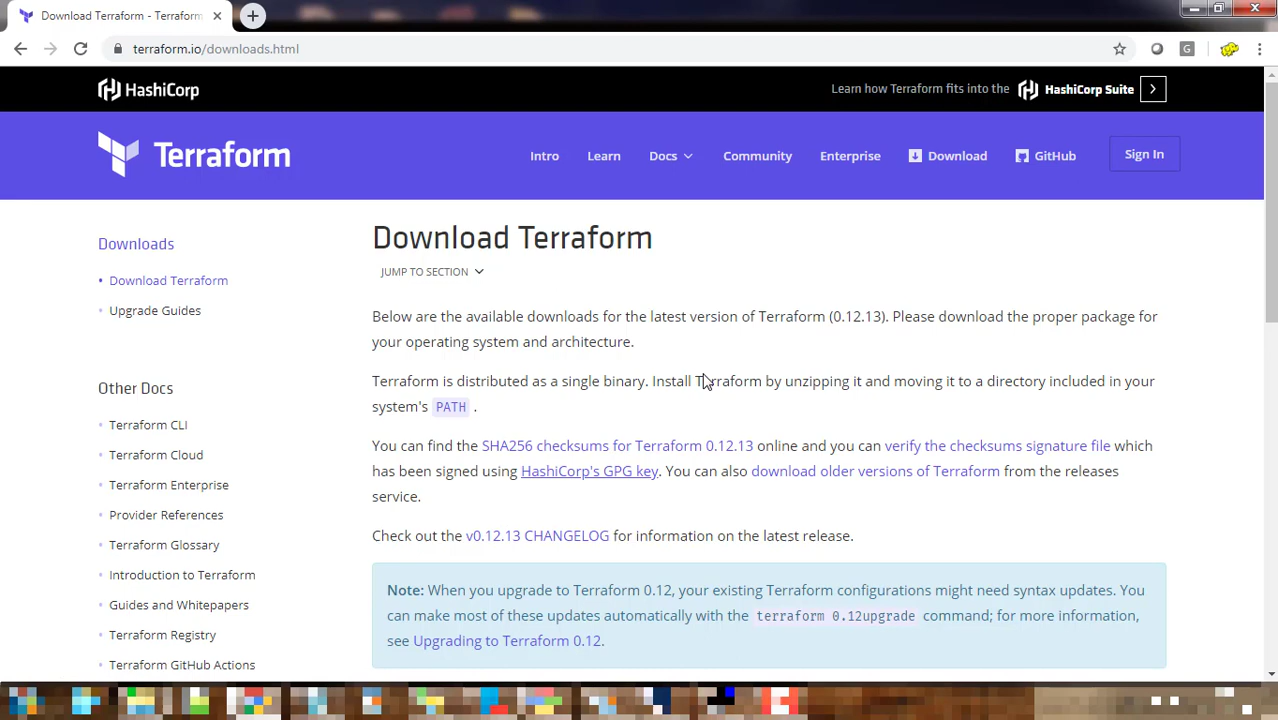 Download Terraform - Terraform
terraform.io/downloads.html
G
HashiCorp
Learn how Terraform fits into the HashiCorp Suite
Terraform
Intro Learn Docs Community Enterprise Download GitHub Sign In
Downloads
Download Terraform
Upgrade Guides
Other Docs
Terraform CLI
Terraform Cloud
Terraform Enterprise
Provider References
Terraform Glossary
Introduction to Terraform
Guides and Whitepapers
Terraform Registry
Terraform GitHub Actions
Download Terraform
JUMP TO SECTION
Below are the available downloads for the latest version of Terraform (0.12.13). Please download the proper package for
your operating system and architecture.
Terraform is distributed as a single binary. Install Terraform by unzipping it and moving it to a directory included in your
system's PATH .
You can find the SHA256 checksums for Terraform 0.12.13 online and you can verify the checksums signature file which
has been signed using HashiCorp's GPG key. You can also download older versions of Terraform from the releases
service.
Check out the v0.12.13 CHANGELOG for information on the latest release.
Note: When you upgrade to Terraform 0.12, your existing Terraform configurations might need syntax updates. You
can make most of these updates automatically with the terraform 0.12upgrade command; for more information,
see Upgrading to Terraform 0.12.